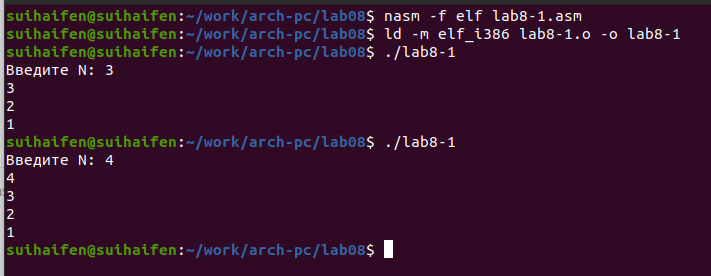 suihaifen@suihaifen:~/work/arch-pc/lab08$ nasm -f elf lab8-1.asm
suihaifen@suihaifen:~/work/arch-pc/lab08$ ld -m elf_i386 lab8-1.o -o lab8-1
suihaifen@suihaifen:~/work/arch-pc/lab08$ ./lab8-1
Введите N: 3
3
2
1
suihaifen@suihaifen:~/work/arch-pc/lab08$ ./lab8-1
Введите N: 4
4
3
2
1
suihaifen@suihaifen:~/work/arch-pc/lab08$